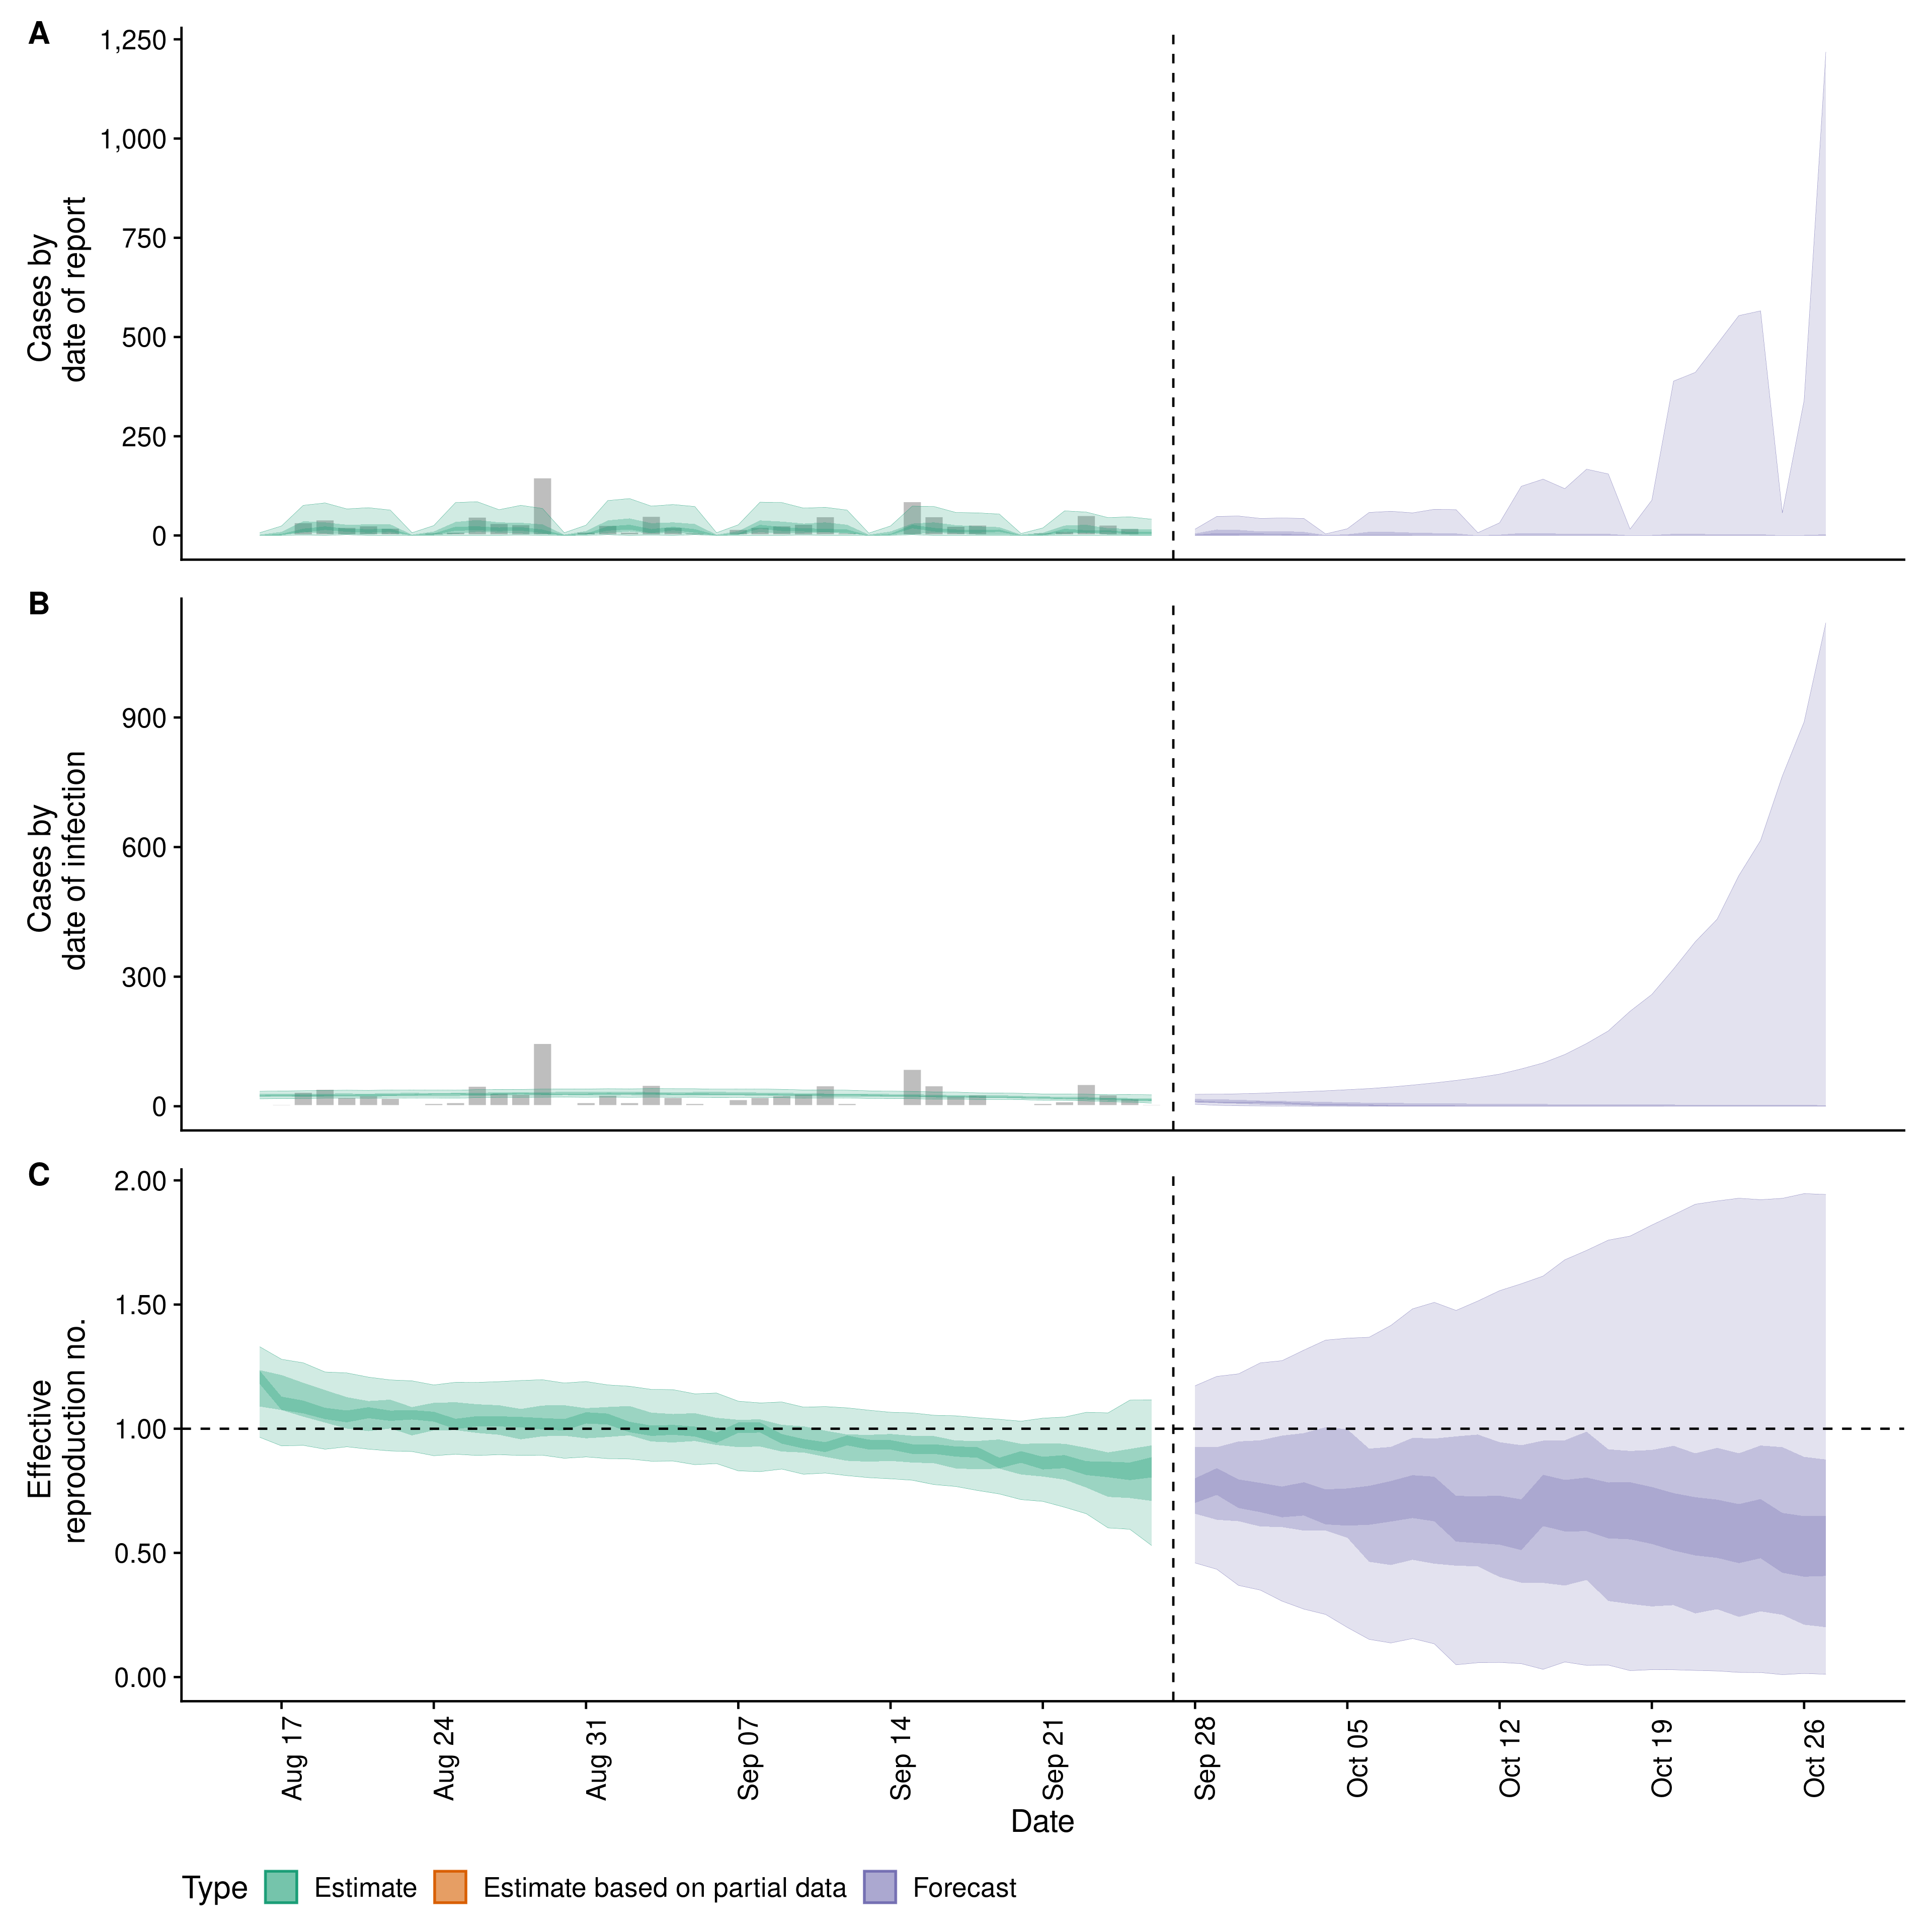 A
1,250
1,000
750
500
250
0
Cases by
date of report
B
900
600
300
0
Cases by
date of infection
C
2.00
1.50
1.00
0.50
0.00
Effective
reproduction no.
Aug 17
Aug 24
Aug 31
Sep 07
Sep 14
Sep 21
Sep 28
Oct 05
Oct 12
Oct 19
Oct 26
Date
Type Estimate Estimate based on partial data Forecast